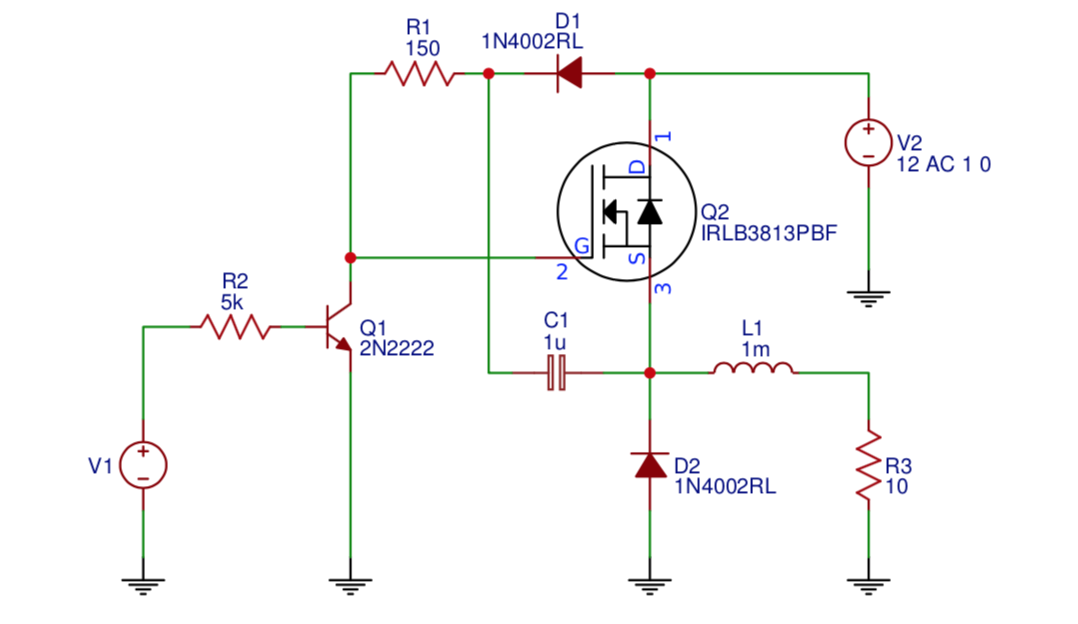 R1
150
D1
1N4002RL
1
D
V2
12 AC 1 0
Q2
IRLB3813PBF
G
2
S
3
R2
5k
Q1
2N2222
C1
1u
L1
1m
V1
D2
1N4002RL
R3
10